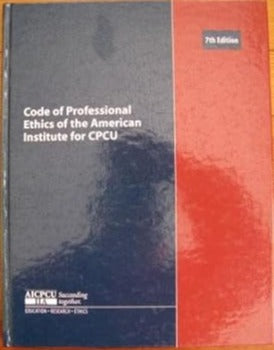 7th Edition
Code of Professional
Ethics of the American
Institute for CPCU
AICPCU
IIA
Succeeding
together.
EDUCATION • RESEARCH • ETHICS